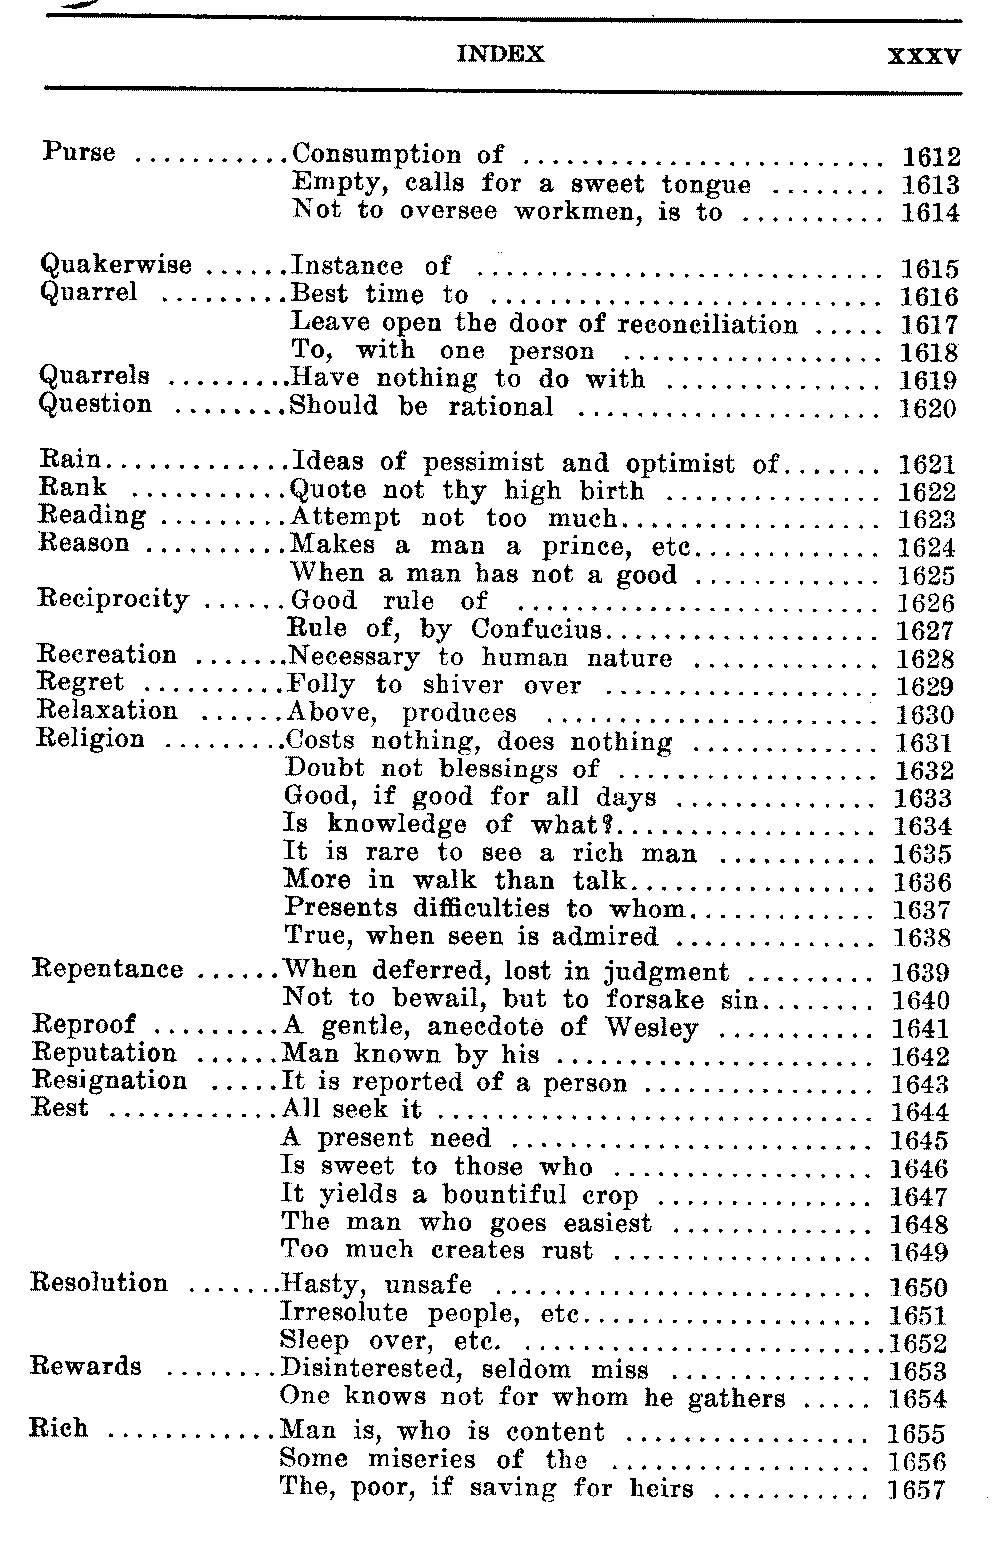 INDEX XXXV
Purse ...........Consumption of ......................... 1612
Empty, calls for a sweet tongue ........ 1613
Not to oversee workmen, is to .......... 1614
Quakerwise ......Instance of ............................ 1615
Quarrel .........Best time to ........................... 1616
Leave open the door of reconciliation ..... 1617
To, with one person .................. 1618
Quarrels .........Have nothing to do with ............... 1619
Question ........Should be rational ..................... 1620
Rain.............Ideas of pessimist and optimist of....... 1621
Rank ...........Quote not thy high birth ............... 1622
Reading .........Attempt not too much.................. 1623
Reason ..........Makes a man a prince, etc............. 1624
When a man has not a good ............. 1625
Reciprocity ......Good rule of ......................... 1626
Rule of, by Confucius................... 1627
Recreation .......Necessary to human nature ............. 1628
Regret ..........Folly to shiver over ................... 1629
Relaxation ......Above, produces ....................... 1630
Religion .........Costs nothing, does nothing ............. 1631
Doubt not blessings of .................. 1632
Good, if good for all days .............. 1633
Is knowledge of what?.................. 1634
It is rare to see a rich man ........... 1635
More in walk than talk................. 1636
Presents difficulties to whom............. 1637
True, when seen is admired .............. 1638
Repentance ......When deferred, lost in judgment ......... 1639
Not to bewail, but to forsake sin........ 1640
Reproof .........A gentle, anecdote of Wesley ........... 1641
Reputation ......Man known by his ...................... 1642
Resignation .....It is reported of a person ................ 1643
Rest ............All seek it .............................. 1644
A present need ......................... 1645
Is sweet to those who .................. 1646
It yields a bountiful crop ............... 1647
The man who goes easiest .............. 1648
Too much creates rust .................. 1649
Resolution .......Hasty, unsafe .......................... 1650
Irresolute people, etc.................... 1651
Sleep over, etc. .........................1652
Rewards ........Disinterested, seldom miss .............. 1653
One knows not for whom he gathers ..... 1654
Rich ............Man is, who is content ................. 1655
Some miseries of the .................. 1656
The, poor, if saving for heirs ........... 1657